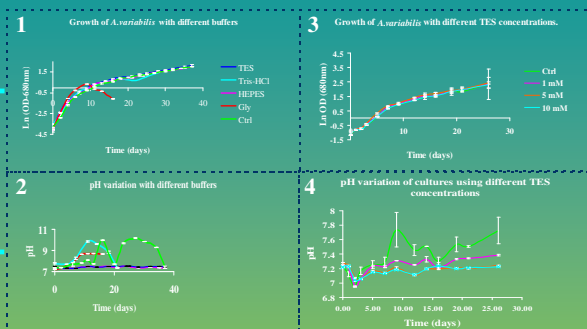 1
Growth of A.variabilis with different buffers
Ln (OD-680nm)
1.5
-0.5
-2.5
-4.5
0
10
20
30
40
Time (days)
TES
Tris-HCl
HEPES
Gly
Ctrl
3
Growth of A.variabilis with different TES concentrations.
Ln OD (680nm)
4.5
3.5
2.5
1.5
0.5
-0.5
-1.5
0
10
20
30
Time (days)
Ctrl
1 mM
5 mM
10 mM
2
pH variation with different buffers
pH
11
9
7
0
20
40
Time (days)
4
pH variation of cultures using different TES
concentrations
pH
8
7.8
7.6
7.4
7.2
7
6.8
0.00
5.00
10.00
15.00
20.00
25.00
30.00
Time (days)